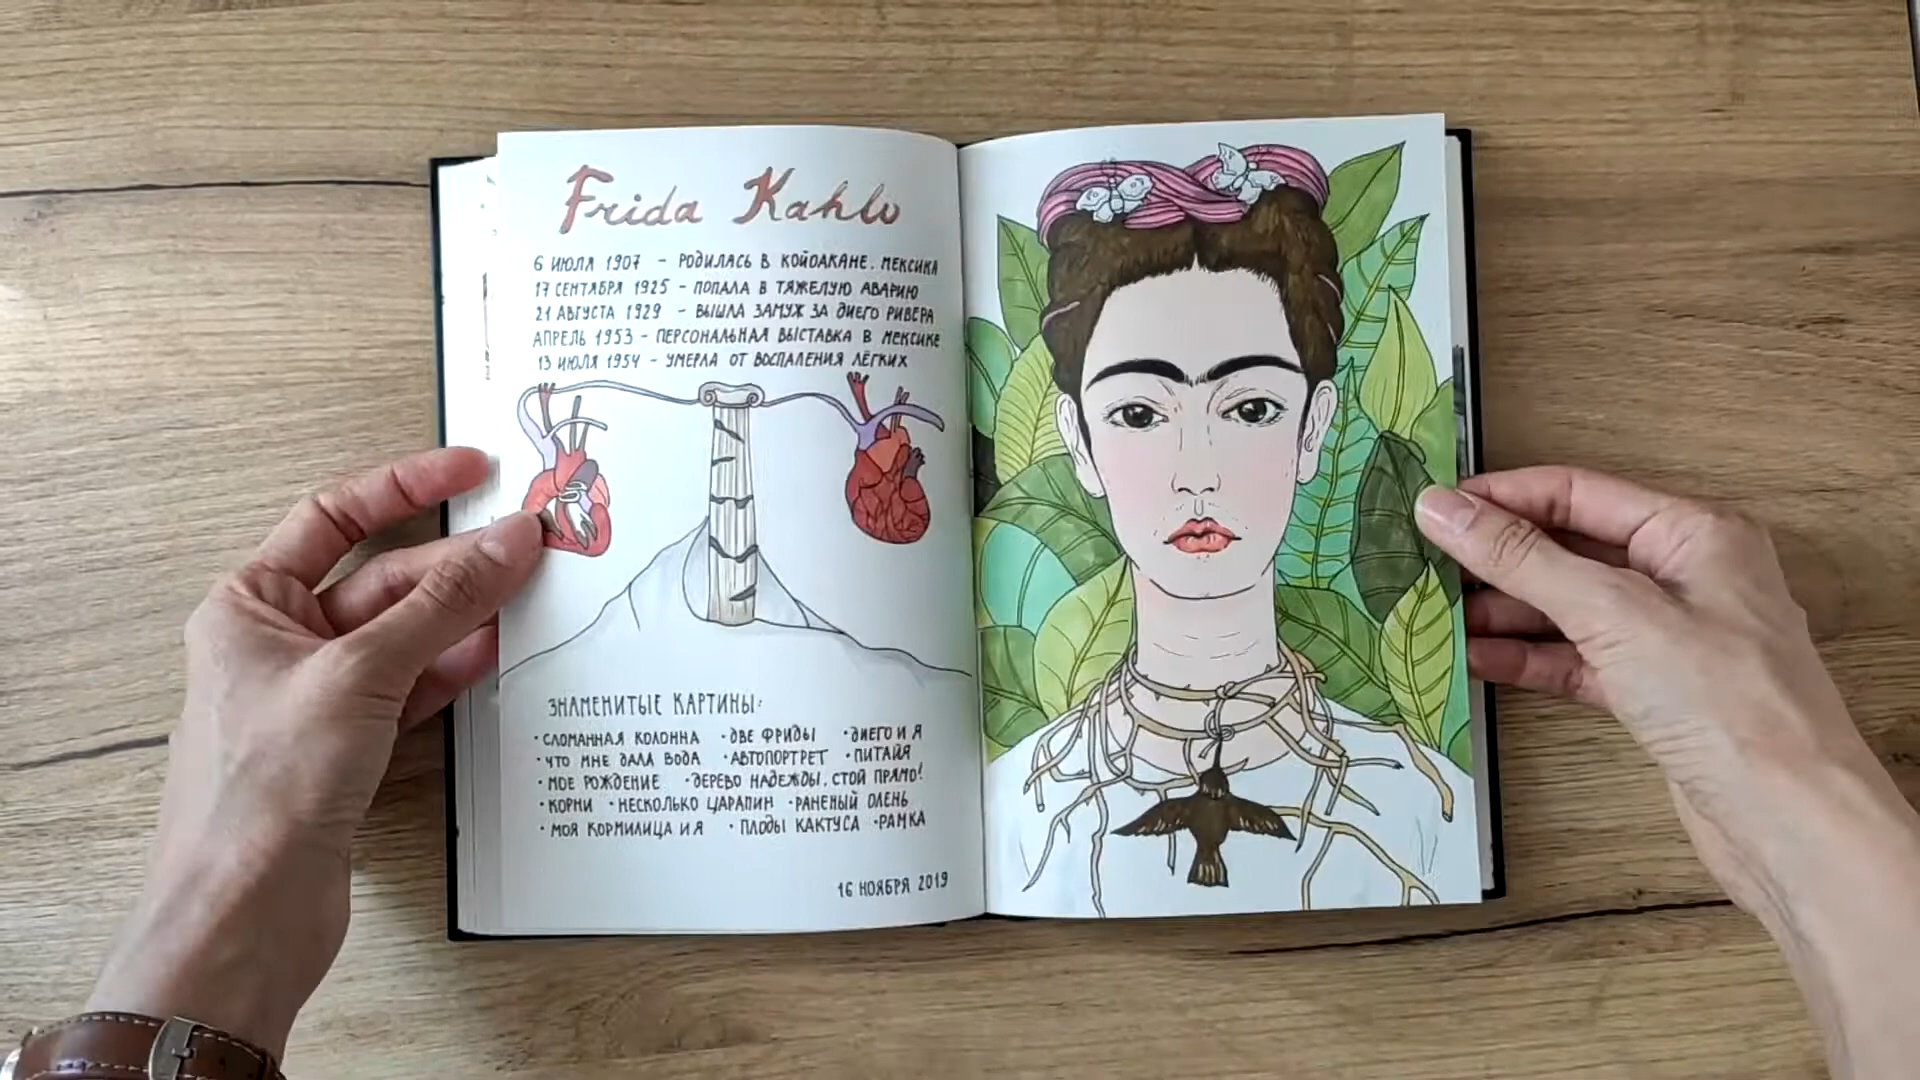 Frida Kahlo
6 ИЮЛЯ 1907 – РОДИЛАСЬ В КОЙОАКАНЕ. МЕКСИКА
17 СЕНТЯБРЯ 1925 – ПОПАЛА В ТЯЖЕЛУЮ АВАРИЮ
21 АВГУСТА 1929 – ВЫШЛА ЗАМУЖ ЗА ДИЕГО РИВЕРА
АПРЕЛЬ 1953 – ПЕРСОНАЛЬНАЯ ВЫСТАВКА В МЕКСИКЕ
13 ИЮЛЯ 1954 – УМЕРЛА ОТ ВОСПАЛЕНИЯ ЛЁГКИХ
ЗНАМЕНИТЫЕ КАРТИНЫ:
• СЛОМАННАЯ КОЛОННА • ДВЕ ФРИДЫ • ДИЕГО И Я
• ЧТО МНЕ ДАЛА ВОДА • АВТОПОРТРЕТ • ПИТАЙЯ
• МОЕ РОЖДЕНИЕ • ДЕРЕВО НАДЕЖДЫ, СТОЙ ПРЯМО!
• КОРНИ • НЕСКОЛЬКО ЦАРАПИН • РАНЕНЫЙ ОЛЕНЬ
• МОЯ КОРМИЛИЦА И Я • ПЛОДЫ КАКТУСА • РАМКА
16 НОЯБРЯ 2019